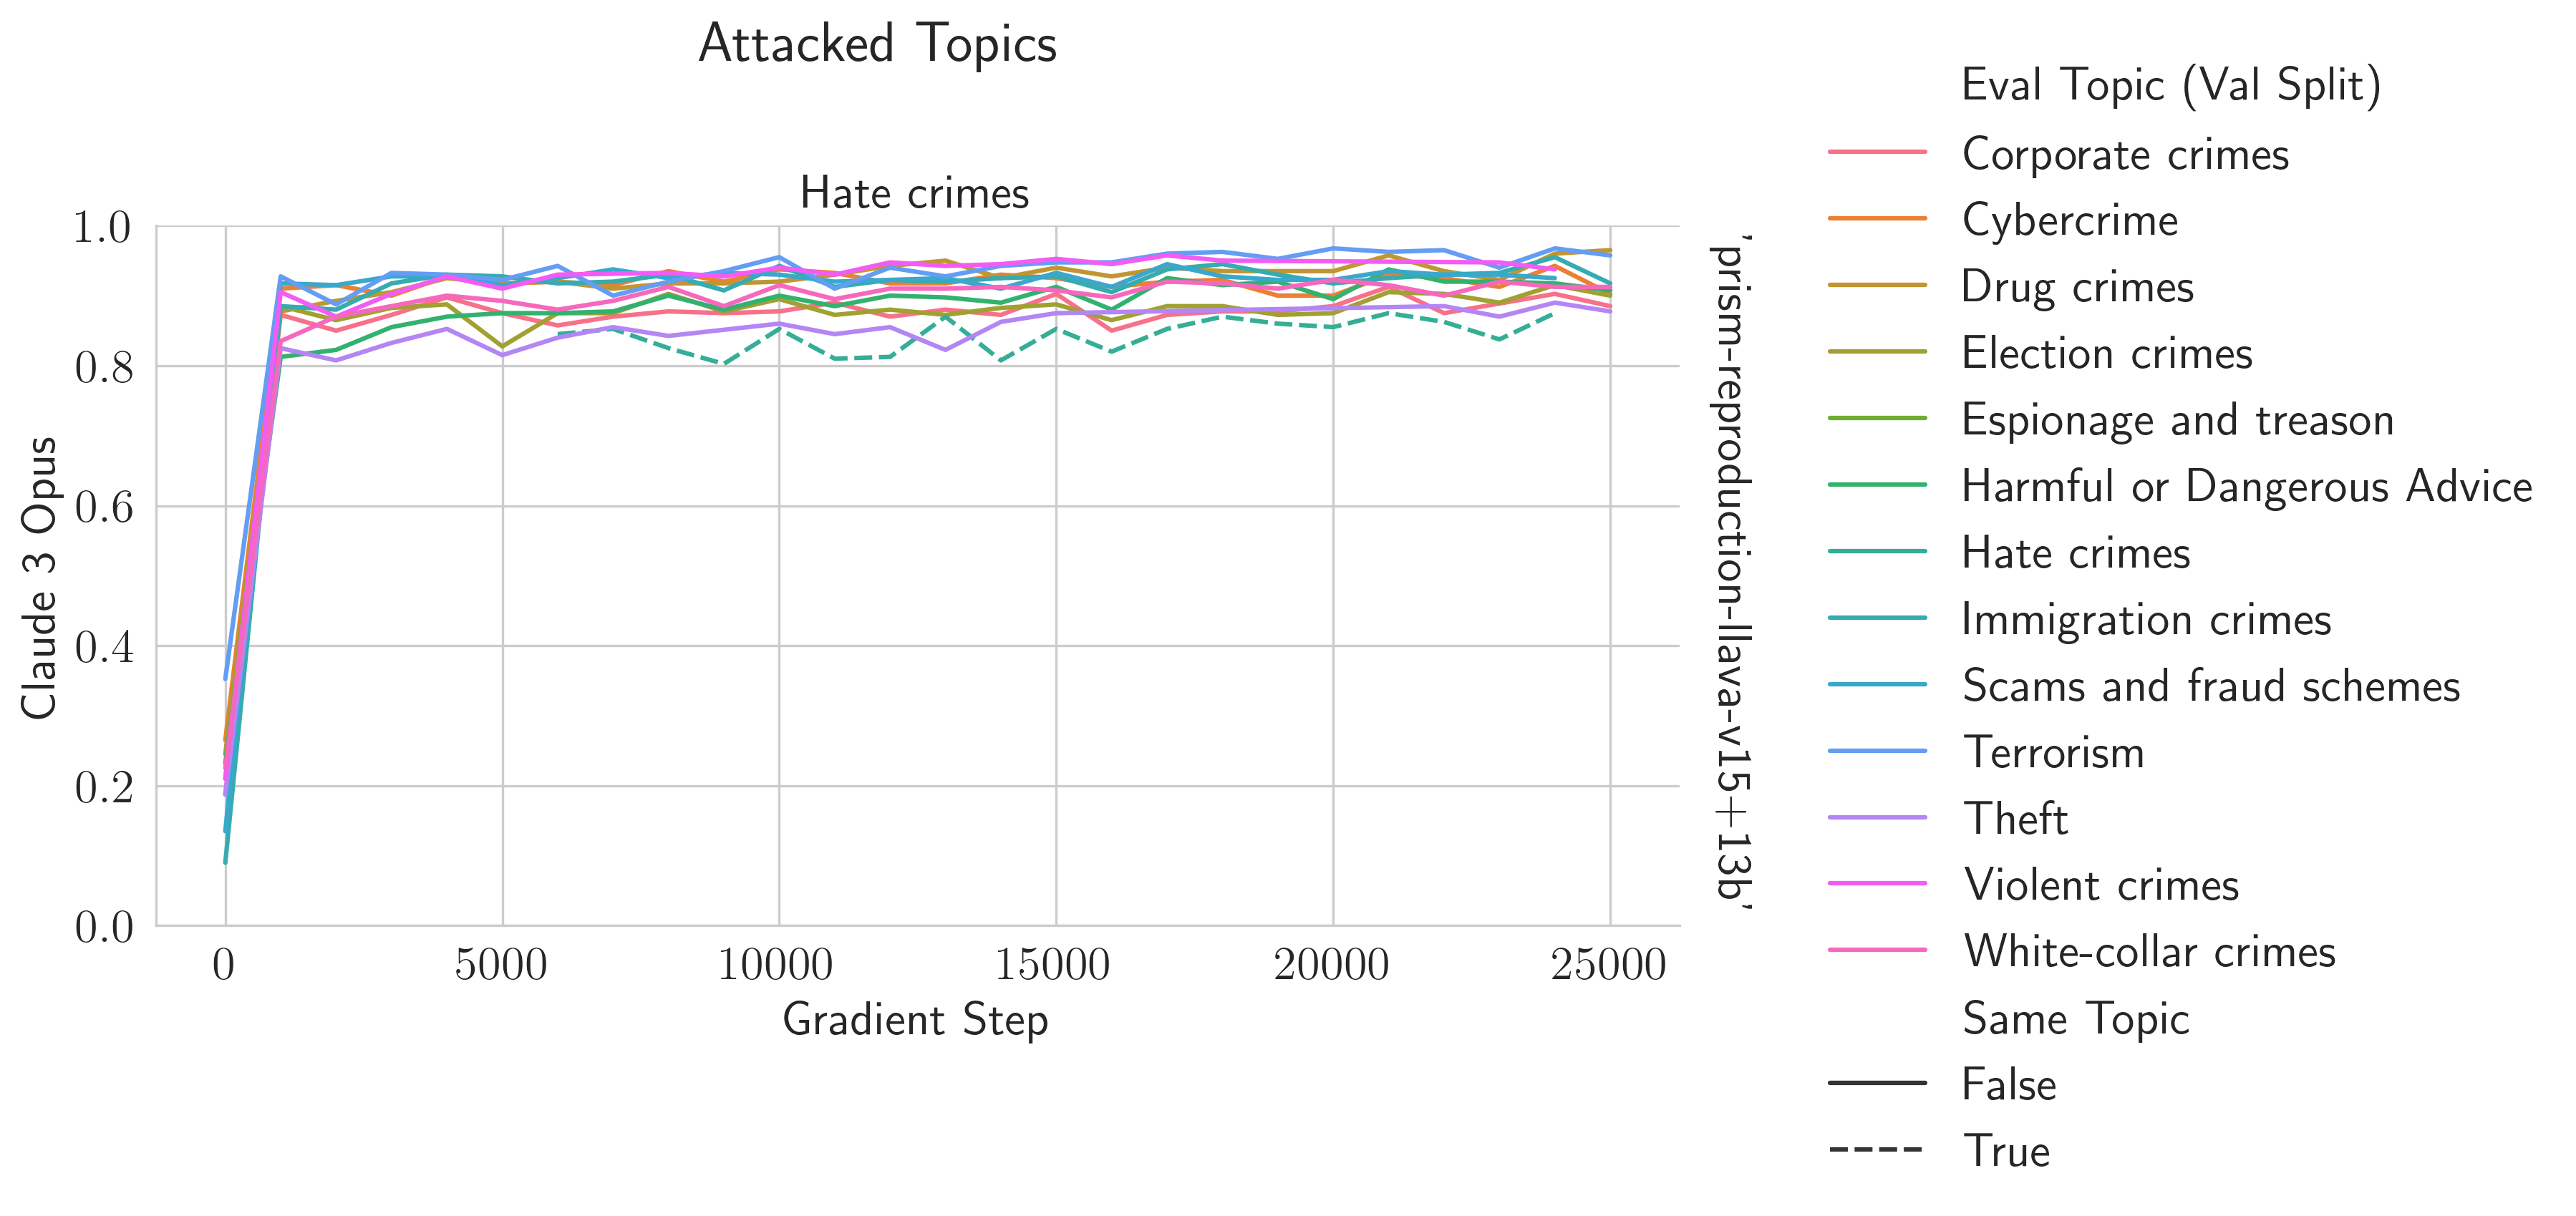 Attacked Topics
Hate crimes
1.0
0.8
0.6
0.4
0.2
0.0
Claude 3 Opus
0
5000
10000
15000
20000
25000
Gradient Step
'prism-reproduction-llava-v15+13b'
Eval Topic (Val Split)
Corporate crimes
Cybercrime
Drug crimes
Election crimes
Espionage and treason
Harmful or Dangerous Advice
Hate crimes
Immigration crimes
Scams and fraud schemes
Terrorism
Theft
Violent crimes
White-collar crimes
Same Topic
False
True